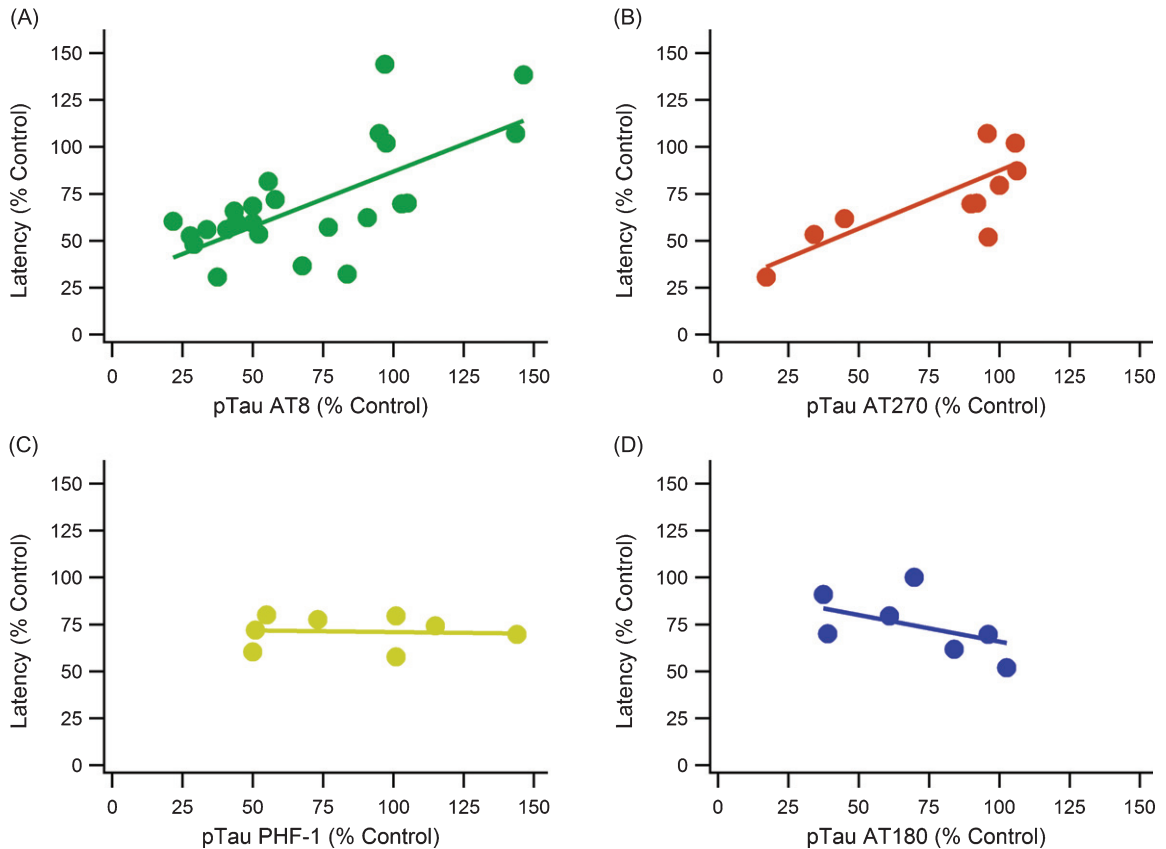 (A)
150
125
100
75
50
25
0
Latency (% Control)
0 25 50 75 100 125 150
pTau AT8 (% Control)
(B)
150
125
100
75
50
25
0
Latency (% Control)
0 25 50 75 100 125 150
pTau AT270 (% Control)
(C)
150
125
100
75
50
25
0
Latency (% Control)
0 25 50 75 100 125 150
pTau PHF-1 (% Control)
(D)
150
125
100
75
50
25
0
Latency (% Control)
0 25 50 75 100 125 150
pTau AT180 (% Control)